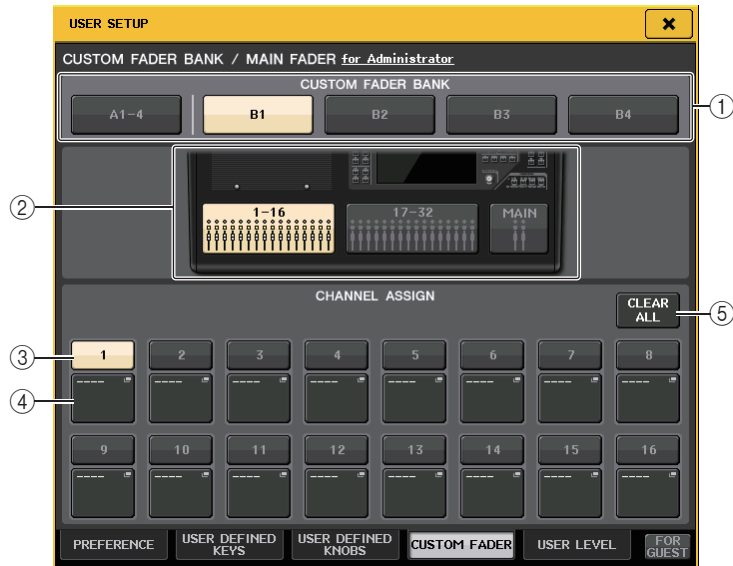 USER SETUP
CUSTOM FADER BANK / MAIN FADER for Administrator
CUSTOM FADER BANK
A1-4 B1 B2 B3 B4
1
2
1-16 17-32 MAIN
CHANNEL ASSIGN
CLEAR ALL
5
3
1 2 3 4 5 6 7 8
4
---- ---- ---- ---- ---- ---- ---- ----
9 10 11 12 13 14 15 16
---- ---- ---- ---- ---- ---- ---- ----
PREFERENCE USER DEFINED KEYS USER DEFINED KNOBS CUSTOM FADER USER LEVEL FOR GUEST